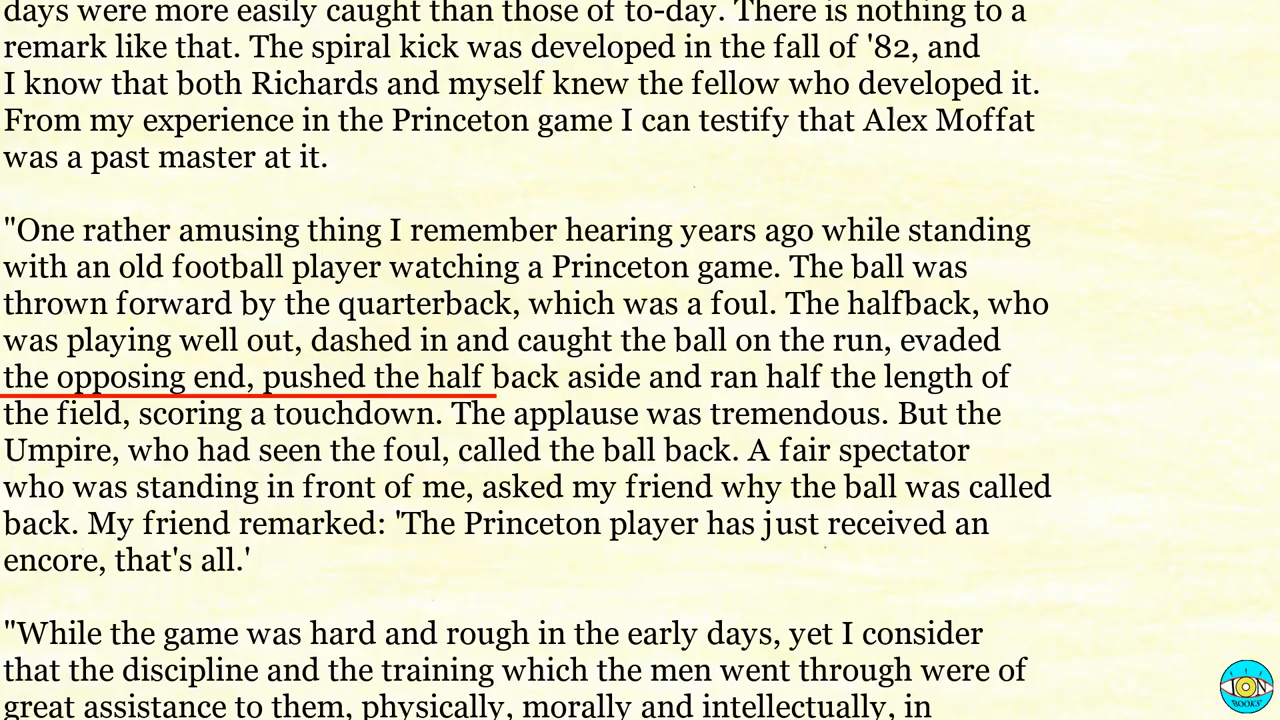 days were more easily caught than those of to-day. There is nothing to a
remark like that. The spiral kick was developed in the fall of '82, and
I know that both Richards and myself knew the fellow who developed it.
From my experience in the Princeton game I can testify that Alex Moffat
was a past master at it.
"One rather amusing thing I remember hearing years ago while standing
with an old football player watching a Princeton game. The ball was
thrown forward by the quarterback, which was a foul. The halfback, who
was playing well out, dashed in and caught the ball on the run, evaded
the opposing end, pushed the half back aside and ran half the length of
the field, scoring a touchdown. The applause was tremendous. But the
Umpire, who had seen the foul, called the ball back. A fair spectator
who was standing in front of me, asked my friend why the ball was called
back. My friend remarked: 'The Princeton player has just received an
encore, that's all.'
"While the game was hard and rough in the early days, yet I consider
that the discipline and the training which the men went through were of
great assistance to them, physically, morally and intellectually, in
ION
BOOKS